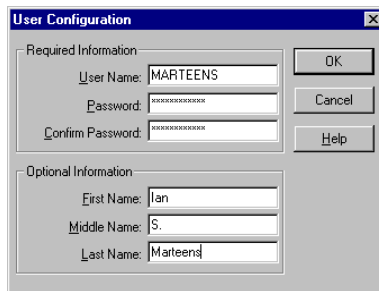 User Configuration
Required Information
User Name: MARTEENS
Password: ************
Confirm Password: ************
OK
Cancel
Help
Optional Information
First Name: Ian
Middle Name: S.
Last Name: Marteens